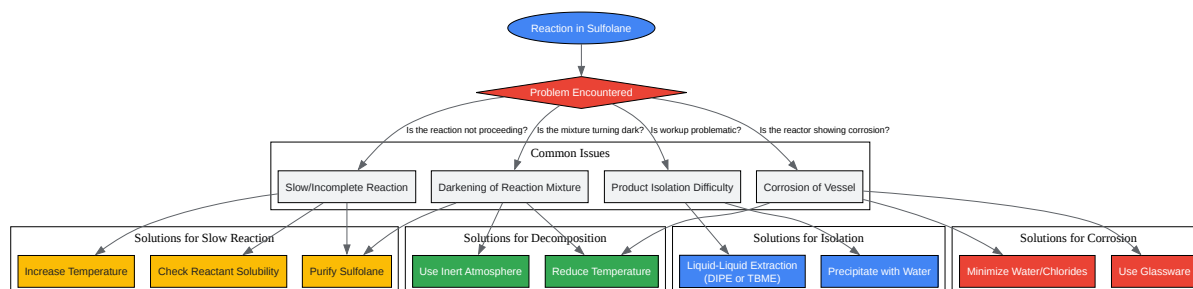 Reaction in Sulfolane
Problem Encountered
Is the reaction not proceeding?
Is the mixture turning dark?
Is workup problematic?
Is the reactor showing corrosion?
Common Issues
Slow/Incomplete Reaction
Darkening of Reaction Mixture
Product Isolation Difficulty
Corrosion of Vessel
Solutions for Slow Reaction
Solutions for Decomposition
Solutions for Isolation
Solutions for Corrosion
Increase Temperature
Check Reactant Solubility
Purify Sulfolane
Use Inert Atmosphere
Reduce Temperature
Liquid-Liquid Extraction
(DIPE or TBME)
Precipitate with Water
Minimize Water/Chlorides
Use Glassware